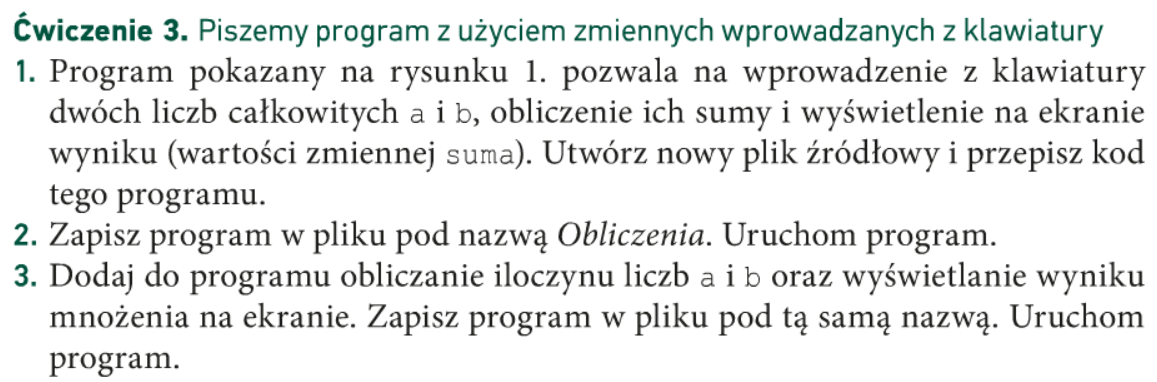 Ćwiczenie 3. Piszemy program z użyciem zmiennych wprowadzanych z klawiatury
1. Program pokazany na rysunku 1. pozwala na wprowadzenie z klawiatury
dwóch liczb całkowitych a i b, obliczenie ich sumy i wyświetlenie na ekranie
wyniku (wartości zmiennej suma). Utwórz nowy plik źródłowy i przepisz kod
tego programu.
2. Zapisz program w pliku pod nazwą Obliczenia. Uruchom program.
3. Dodaj do programu obliczanie iloczynu liczb a i b oraz wyświetlanie wyniku
mnożenia na ekranie. Zapisz program w pliku pod tą samą nazwą. Uruchom
program.